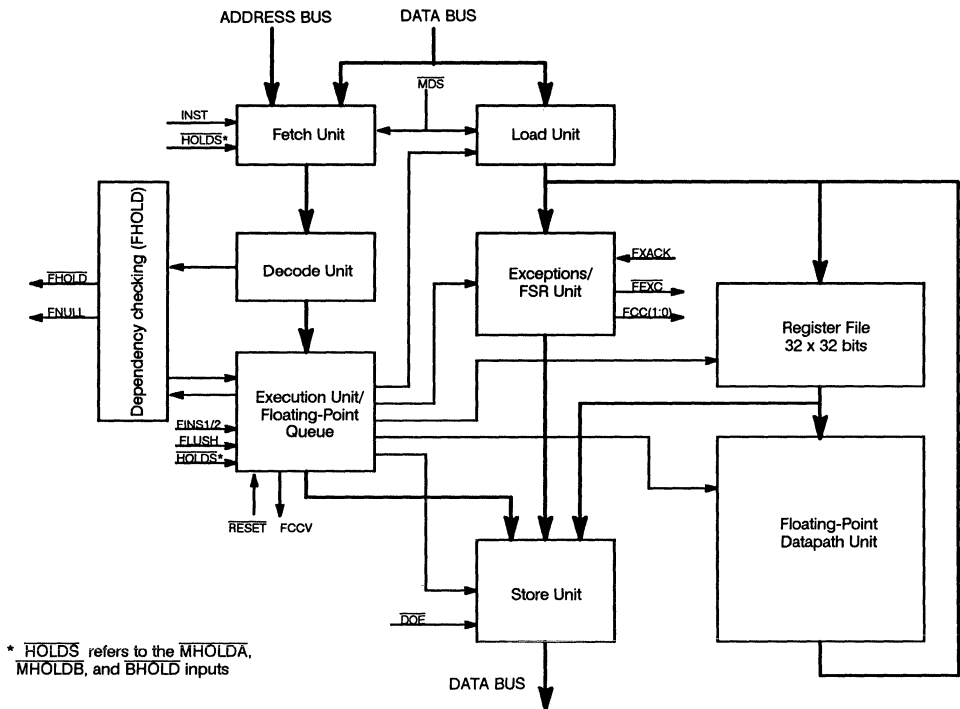 ADDRESS BUS
DATA BUS
MDS
INST
HOLDS*
Fetch Unit
Load Unit
Dependency checking (FHOLD)
FHOLD
FNULL
Decode Unit
Exceptions/
FSR Unit
FXACK
FEXC
FCC(1:0)
Register File
32 x 32 bits
Execution Unit/
Floating-Point
Queue
FINS1/2
FLUSH
HOLDS*
RESET
FCCV
Floating-Point
Datapath Unit
Store Unit
DOE
* HOLDS refers to the MHOLDA,
MHOLDB, and BHOLD inputs
DATA BUS